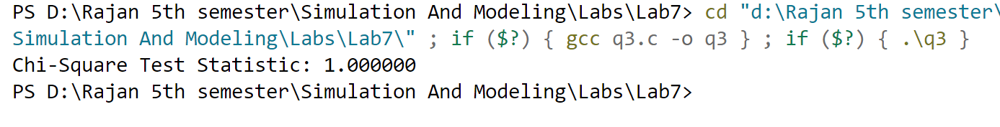 PS D:\Rajan 5th semester\Simulation And Modeling\Labs\Lab7> cd "d:\Rajan 5th semester\
Simulation And Modeling\Labs\Lab7\" ; if ($?) { gcc q3.c -o q3 } ; if ($?) { .\q3 }
Chi-Square Test Statistic: 1.000000
PS D:\Rajan 5th semester\Simulation And Modeling\Labs\Lab7>